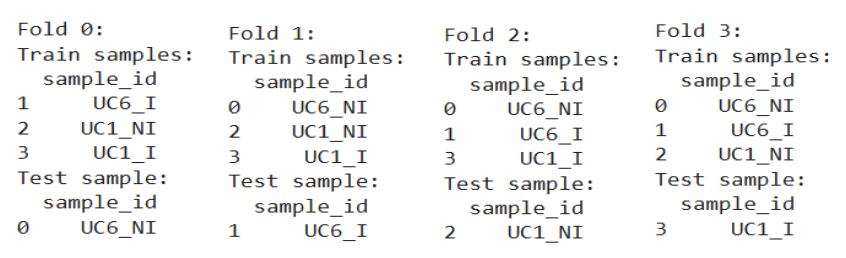 Fold 0:
Train samples:
sample_id
1 UC6_I
2 UC1_NI
3 UC1_I
Test sample:
sample_id
0 UC6_NI
Fold 1:
Train samples:
sample_id
0 UC6_NI
2 UC1_NI
3 UC1_I
Test sample:
sample_id
1 UC6_I
Fold 2:
Train samples:
sample_id
0 UC6_NI
1 UC6_I
3 UC1_I
Test sample:
sample_id
2 UC1_NI
Fold 3:
Train samples:
sample_id
0 UC6_NI
1 UC6_I
2 UC1_NI
Test sample:
sample_id
3 UC1_I